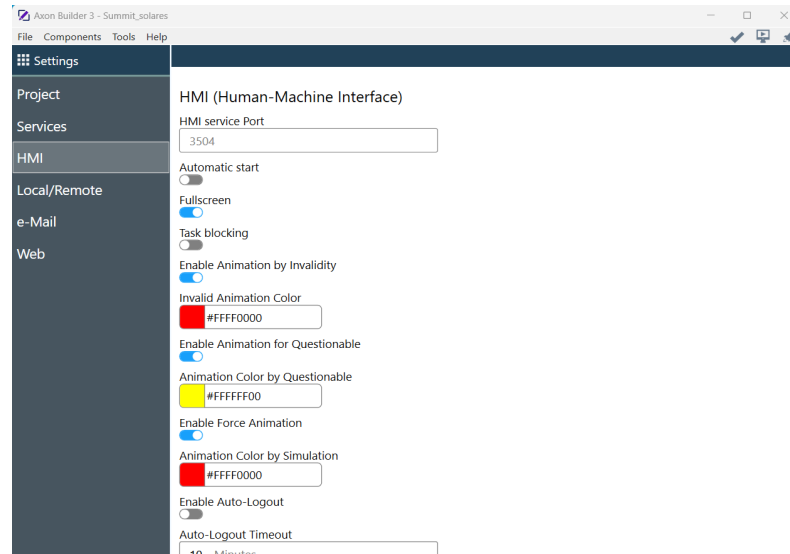 Axon Builder 3 - Summit_solares
File Components Tools Help
Settings
Project
Services
HMI
Local/Remote
e-Mail
Web
HMI (Human-Machine Interface)
HMI service Port
3504
Automatic start
Fullscreen
Task blocking
Enable Animation by Invalidity
Invalid Animation Color
#FFFF0000
Enable Animation for Questionable
Animation Color by Questionable
#FFFFFF00
Enable Force Animation
Animation Color by Simulation
#FFFF0000
Enable Auto-Logout
Auto-Logout Timeout
10 Minutes